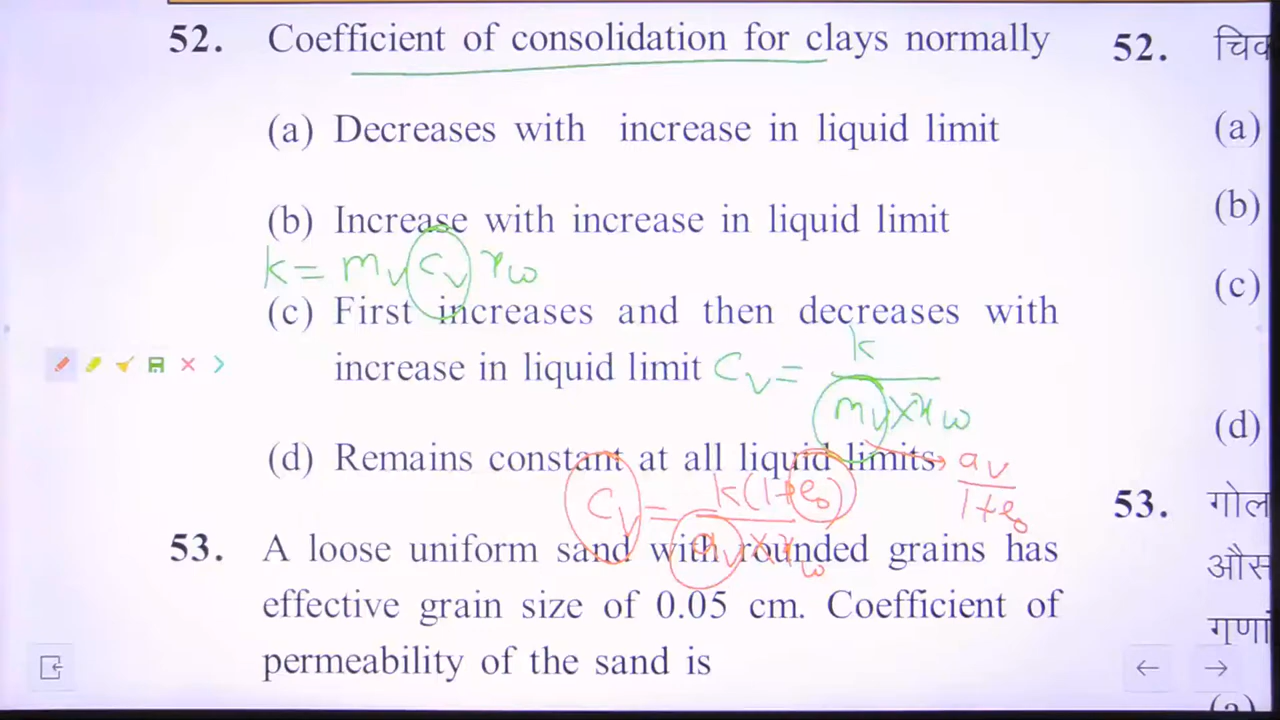 52. Coefficient of consolidation for clays normally
(a) Decreases with increase in liquid limit
(b) Increase with increase in liquid limit
k = mv cv γw
(c) First increases and then decreases with
increase in liquid limit
Cv = k / mv × γw
(d) Remains constant at all liquid limits
av / 1+e₀
Cv = k(1+e₀) / av × γw
53. A loose uniform sand with rounded grains has
effective grain size of 0.05 cm. Coefficient of
permeability of the sand is
52.
(a)
(b)
(c)
(d)
53. गोल